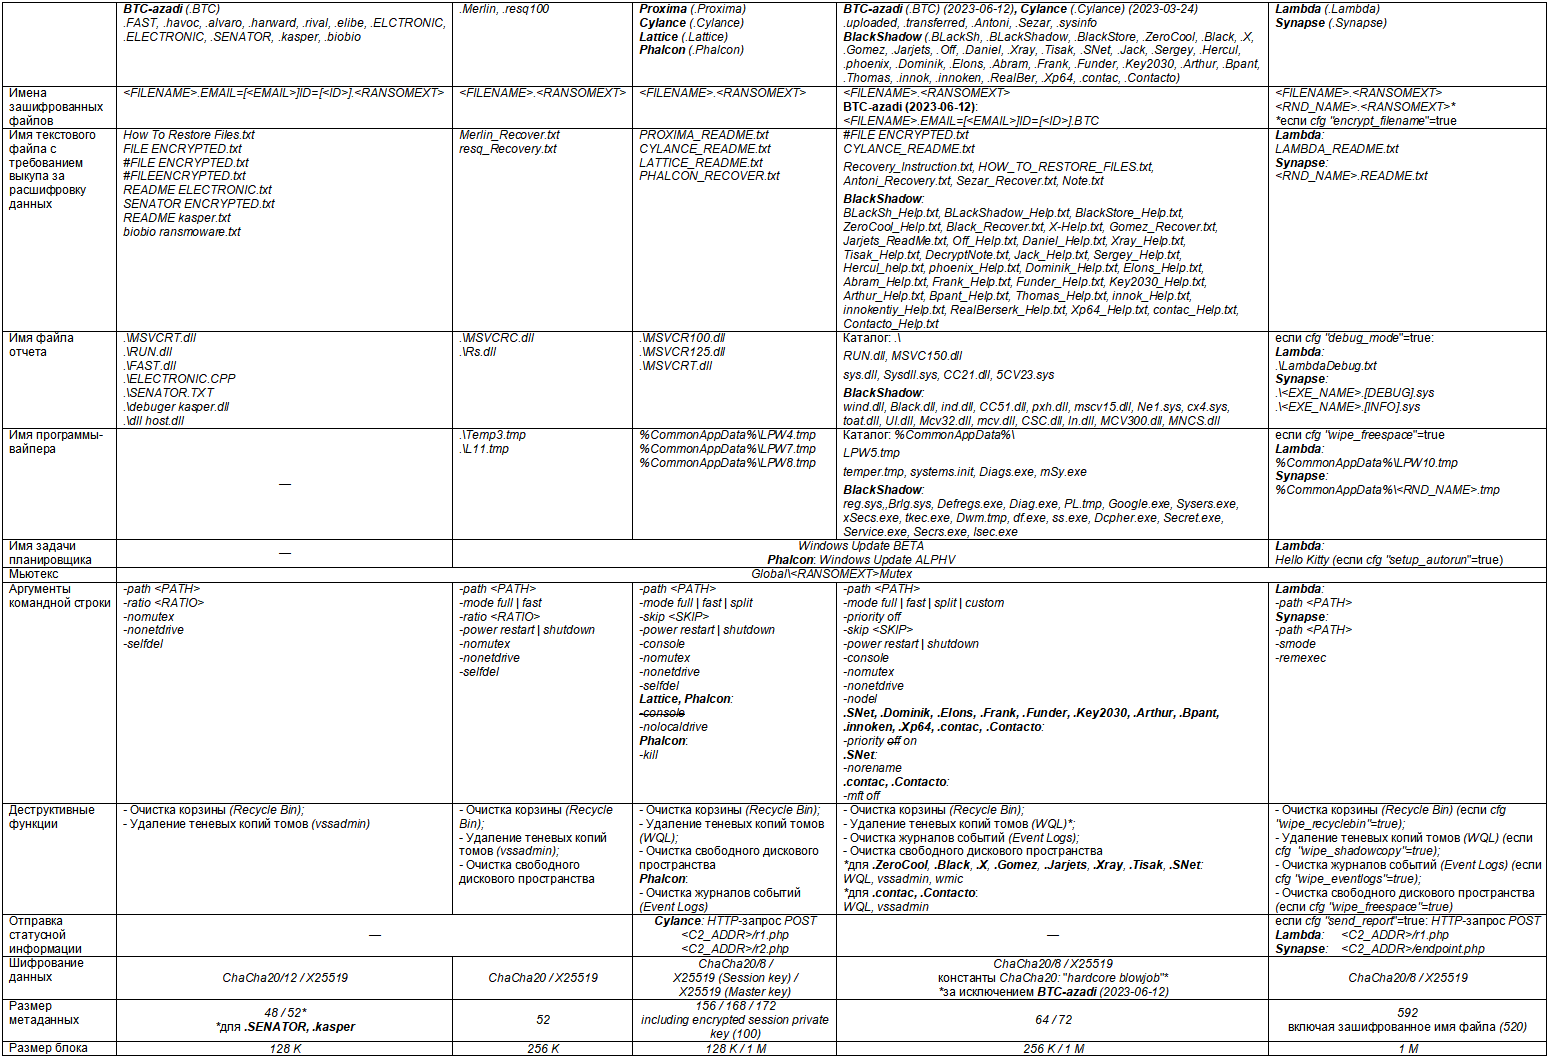 BTC-azadi (.BTC)
.FAST, .havoc, .alvaro, .harward, .rival, .elibe, .ELCTRONIC,
.ELECTRONIC, .SENATOR, .kasper, .biobio
.Merlin, .resq100
Proxima (.Proxima)
Cylance (.Cylance)
Lattice (.Lattice)
Phalcon (.Phalcon)
BTC-azadi (.BTC) (2023-06-12), Cylance (.Cylance) (2023-03-24)
.uploaded, .transferred, .Antoni, .Sezar, .sysinfo
BlackShadow (.BLackSh, .BLackShadow, .BlackStore, .ZeroCool, .Black, .X,
.Gomez, .Jarjets, .Off, .Daniel, .Xray, .Tisak, .SNet, .Jack, .Sergey, .Hercul,
.phoenix, .Dominik, .Elons, .Abram, .Frank, .Funder, .Key2030, .Arthur, .Bpant,
.Thomas, .innok, .innoken, .RealBer, .Xp64, .contac, .Contacto)
Lambda (.Lambda)
Synapse (.Synapse)
Имена
зашифрованных
файлов
<FILENAME>.EMAIL=[<EMAIL>]ID=[<ID>].<RANSOMEXT>
<FILENAME>.<RANSOMEXT>
<FILENAME>.<RANSOMEXT>
<FILENAME>.<RANSOMEXT>
BTC-azadi (2023-06-12):
<FILENAME>.EMAIL=[<EMAIL>]ID=[<ID>].BTC
<FILENAME>.<RANSOMEXT>
<RND_NAME>.<RANSOMEXT>*
*если cfg "encrypt_filename"=true
Имя текстового
файла с
требованием
выкупа за
расшифровку
данных
How To Restore Files.txt
FILE ENCRYPTED.txt
#FILE ENCRYPTED.txt
#FILEENCRYPTED.txt
README ELECTRONIC.txt
SENATOR ENCRYPTED.txt
README kasper.txt
biobio ransmoware.txt
Merlin_Recover.txt
resq_Recovery.txt
PROXIMA_README.txt
CYLANCE_README.txt
LATTICE_README.txt
PHALCON_RECOVER.txt
#FILE ENCRYPTED.txt
CYLANCE_README.txt
Recovery_Instruction.txt, HOW_TO_RESTORE_FILES.txt,
Antoni_Recovery.txt, Sezar_Recover.txt, Note.txt
BlackShadow:
BLackSh_Help.txt, BLackShadow_Help.txt, BlackStore_Help.txt,
ZeroCool_Help.txt, Black_Recover.txt, X-Help.txt, Gomez_Recover.txt,
Jarjets_ReadMe.txt, Off_Help.txt, Daniel_Help.txt, Xray_Help.txt,
Tisak_Help.txt, DecryptNote.txt, Jack_Help.txt, Sergey_Help.txt,
Hercul_help.txt, phoenix_Help.txt, Dominik_Help.txt, Elons_Help.txt,
Abram_Help.txt, Frank_Help.txt, Funder_Help.txt, Key2030_Help.txt,
Arthur_Help.txt, Bpant_Help.txt, Thomas_Help.txt, innok_Help.txt,
innokentiy_Help.txt, RealBerserk_Help.txt, Xp64_Help.txt, contac_Help.txt,
Contacto_Help.txt
Lambda:
LAMBDA_README.txt
Synapse:
<RND_NAME>.README.txt
Имя файла
отчета
.\MSVCRT.dll
.\RUN.dll
.\FAST.dll
.\ELECTRONIC.CPP
.\SENATOR.TXT
.\debuger kasper.dll
.\dll host.dll
.\MSVCRC.dll
.\Rs.dll
.\MSVCR100.dll
.\MSVCR125.dll
.\MSVCRT.dll
Каталог: .\
RUN.dll, MSVC150.dll
sys.dll, Sysdll.sys, CC21.dll, 5CV23.sys
BlackShadow:
wind.dll, Black.dll, ind.dll, CC51.dll, pxh.dll, mscv15.dll, Ne1.sys, cx4.sys,
toat.dll, UI.dll, Mcv32.dll, mcv.dll, CSC.dll, In.dll, MCV300.dll, MNCS.dll
если cfg "debug_mode"=true:
Lambda:
.\LambdaDebug.txt
Synapse:
.\<EXE_NAME>.[DEBUG].sys
.\<EXE_NAME>.[INFO].sys
Имя программы-
вайпера
—
.\Temp3.tmp
.\L11.tmp
%CommonAppData%\LPW4.tmp
%CommonAppData%\LPW7.tmp
%CommonAppData%\LPW8.tmp
Каталог: %CommonAppData%\
LPW5.tmp
temper.tmp, systems.init, Diags.exe, mSy.exe
BlackShadow:
reg.sys,,Brlg.sys, Defregs.exe, Diag.exe, PL.tmp, Google.exe, Sysers.exe,
xSecs.exe, tkec.exe, Dwm.tmp, df.exe, ss.exe, Dcpher.exe, Secret.exe,
Service.exe, Secrs.exe, Isec.exe
если cfg "wipe_freespace"=true
Lambda:
%CommonAppData%\LPW10.tmp
Synapse:
%CommonAppData%\<RND_NAME>.tmp
Имя задачи
планировщика
—
Windows Update BETA
Phalcon: Windows Update ALPHV
Lambda:
Hello Kitty (если cfg "setup_autorun"=true)
Мьютекс
Global\<RANSOMEXT>Mutex
Аргументы
командной строки
-path <PATH>
-ratio <RATIO>
-nomutex
-nonetdrive
-selfdel
-path <PATH>
-mode full | fast
-ratio <RATIO>
-power restart | shutdown
-nomutex
-nonetdrive
-selfdel
-path <PATH>
-mode full | fast | split
-skip <SKIP>
-power restart | shutdown
-console
-nomutex
-nonetdrive
-selfdel
Lattice, Phalcon:
-console
-nolocaldrive
Phalcon:
-kill
-path <PATH>
-mode full | fast | split | custom
-priority off
-skip <SKIP>
-power restart | shutdown
-console
-nomutex
-nonetdrive
-nodel
.SNet, .Dominik, .Elons, .Frank, .Funder, .Key2030, .Arthur, .Bpant,
.innoken, .Xp64, .contac, .Contacto:
-priority off on
.SNet:
-norename
.contac, .Contacto:
-mft off
Lambda:
-path <PATH>
Synapse:
-path <PATH>
-smode
-remexec
Деструктивные
функции
- Очистка корзины (Recycle Bin);
- Удаление теневых копий томов (vssadmin)
- Очистка корзины (Recycle
Bin);
- Удаление теневых копий
томов (vssadmin);
- Очистка свободного
дискового пространства
- Очистка корзины (Recycle Bin);
- Удаление теневых копий томов
(WQL);
- Очистка свободного дискового
пространства
Phalcon:
- Очистка журналов событий
(Event Logs)
- Очистка корзины (Recycle Bin);
- Удаление теневых копий томов (WQL)*;
- Очистка журналов событий (Event Logs);
- Очистка свободного дискового пространства
*для .ZeroCool, .Black, .X, .Gomez, .Jarjets, .Xray, .Tisak, .SNet:
WQL, vssadmin, wmic
*для .contac, .Contacto:
WQL, vssadmin
- Очистка корзины (Recycle Bin) (если cfg
"wipe_recyclebin"=true);
- Удаление теневых копий томов (WQL) (если
cfg "wipe_shadowcopy"=true);
- Очистка журналов событий (Event Logs) (если
cfg "wipe_eventlogs"=true);
- Очистка свободного дискового пространства
(если cfg "wipe_freespace"=true)
Отправка
статусной
информации
—
Cylance: HTTP-запрос POST
<C2_ADDR>/r1.php
<C2_ADDR>/r2.php
—
если cfg "send_report"=true: HTTP-запрос POST
Lambda: <C2_ADDR>/r1.php
Synapse: <C2_ADDR>/endpoint.php
Шифрование
данных
ChaCha20/12 / X25519
ChaCha20 / X25519
ChaCha20/8 /
X25519 (Session key) /
X25519 (Master key)
ChaCha20/8 / X25519
константы ChaCha20: "hardcore blowjob"*
*за исключением BTC-azadi (2023-06-12)
ChaCha20/8 / X25519
Размер
метаданных
48 / 52*
*для .SENATOR, .kasper
52
156 / 168 / 172
including encrypted session private
key (100)
64 / 72
592
включая зашифрованное имя файла (520)
Размер блока
128 K
256 K
128 K / 1 M
256 K / 1 M
1 M